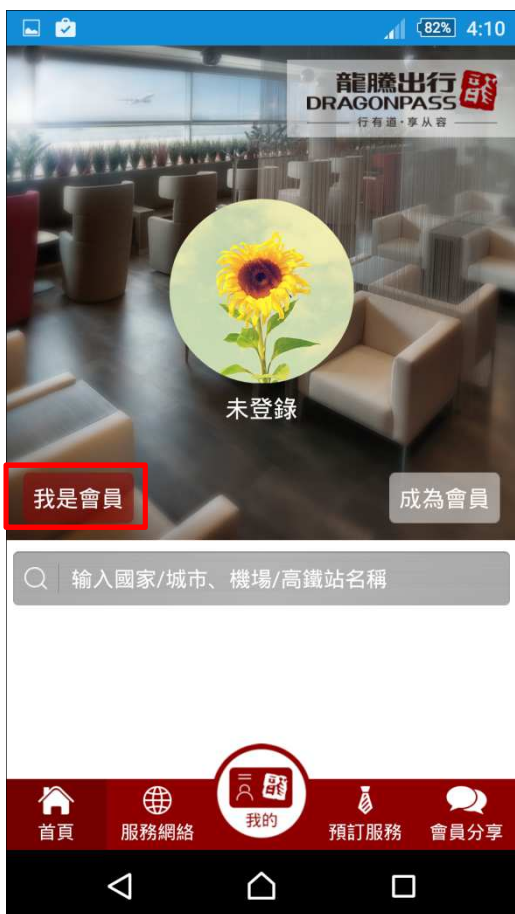 82% 4:10
龍騰出行 龍
DRAGONPASS
行有道·享从容
未登錄
我是會員
成為會員
输入國家/城市、機場/高鐵站名稱
龍
首頁
服務網絡
我的
預訂服務
會員分享